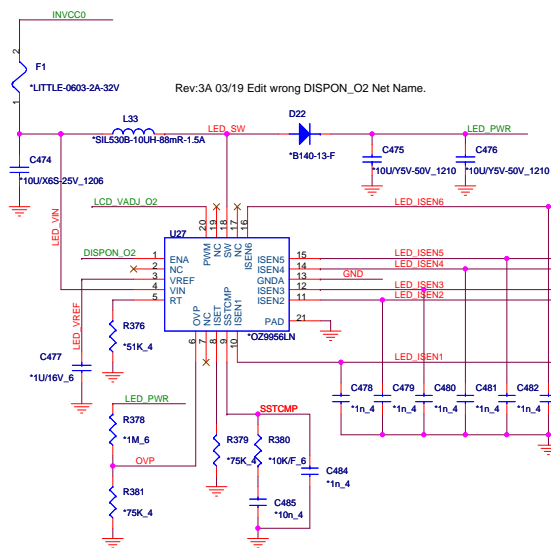 INVCC0
2
F1
*LITTLE-0603-2A-32V
1
Rev:3A 03/19 Edit wrong DISPON_O2 Net Name.
L33
*SIL530B-10UH-88mR-1.5A
LED_SW
D22
*B140-13-F
LED_PWR
C474
*10U/X6S-25V_1206
C475
*10U/Y5V-50V_1210
C476
*10U/Y5V-50V_1210
LED_VIN
LCD_VADJ_O2
LED_ISEN6
U27
20
19
18
17
16
PWM
NC
SW
NC
ISEN6
DISPON_O2
1
2
3
4
5
ENA
NC
VREF
VIN
RT
ISEN5
ISEN4
GNDA
ISEN3
ISEN2
PAD
15
14
13
12
11
21
LED_ISEN5
LED_ISEN4
GND
LED_ISEN3
LED_ISEN2
OVP
NC
ISET
SSTCMP
ISEN1
6
7
8
9
10
*OZ9956LN
LED_VREF
R376
*51K_4
C477
*1U/16V_6
LED_ISEN1
LED_PWR
R378
*1M_6
OVP
R381
*75K_4
SSTCMP
R379
*75K_4
R380
*10K/F_6
C484
*1n_4
C485
*10n_4
C478
*1n_4
C479
*1n_4
C480
*1n_4
C481
*1n_4
C482
*1n_4